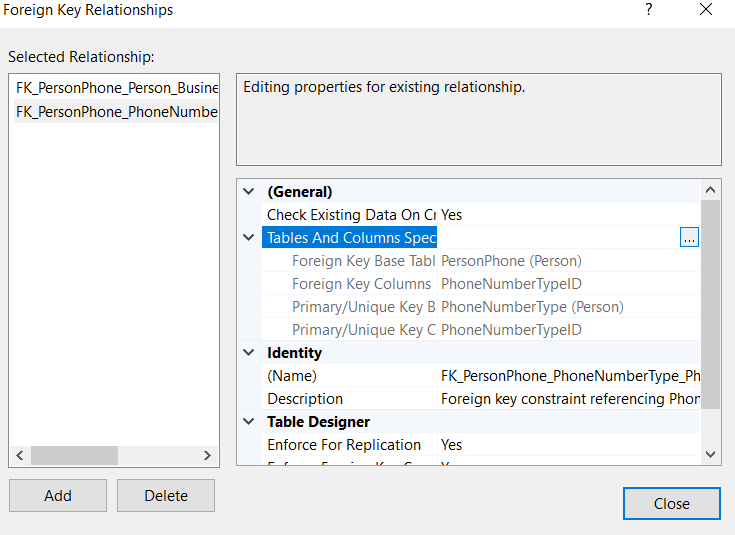 Foreign Key Relationships
?
Selected Relationship:
FK_PersonPhone_Person_Busine
FK_PersonPhone_PhoneNumber
Add
Delete
Editing properties for existing relationship.
(General)
Check Existing Data On Cr Yes
Tables And Columns Spec ...
Foreign Key Base Tabl PersonPhone (Person)
Foreign Key Columns PhoneNumberTypeID
Primary/Unique Key B PhoneNumberType (Person)
Primary/Unique Key C PhoneNumberTypeID
Identity
(Name) FK_PersonPhone_PhoneNumberType_Ph
Description Foreign key constraint referencing Phon
Table Designer
Enforce For Replication Yes
Close